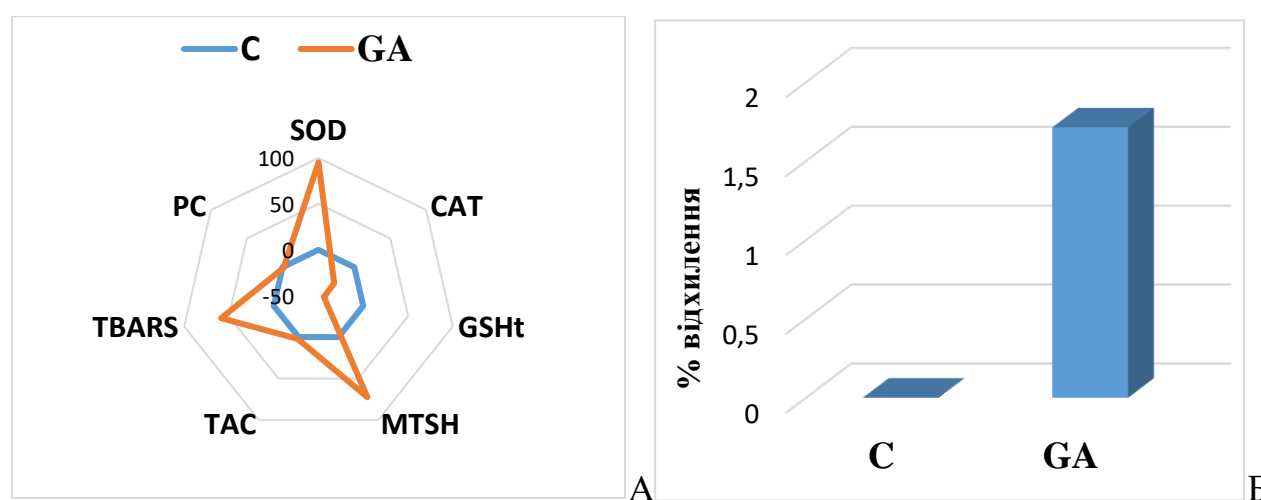 C GA
SOD
100
50
0
-50
CAT
GSHt
MTSH
TAC
TBARS
PC
А
% відхилення
2
1,5
1
0,5
0
C GA